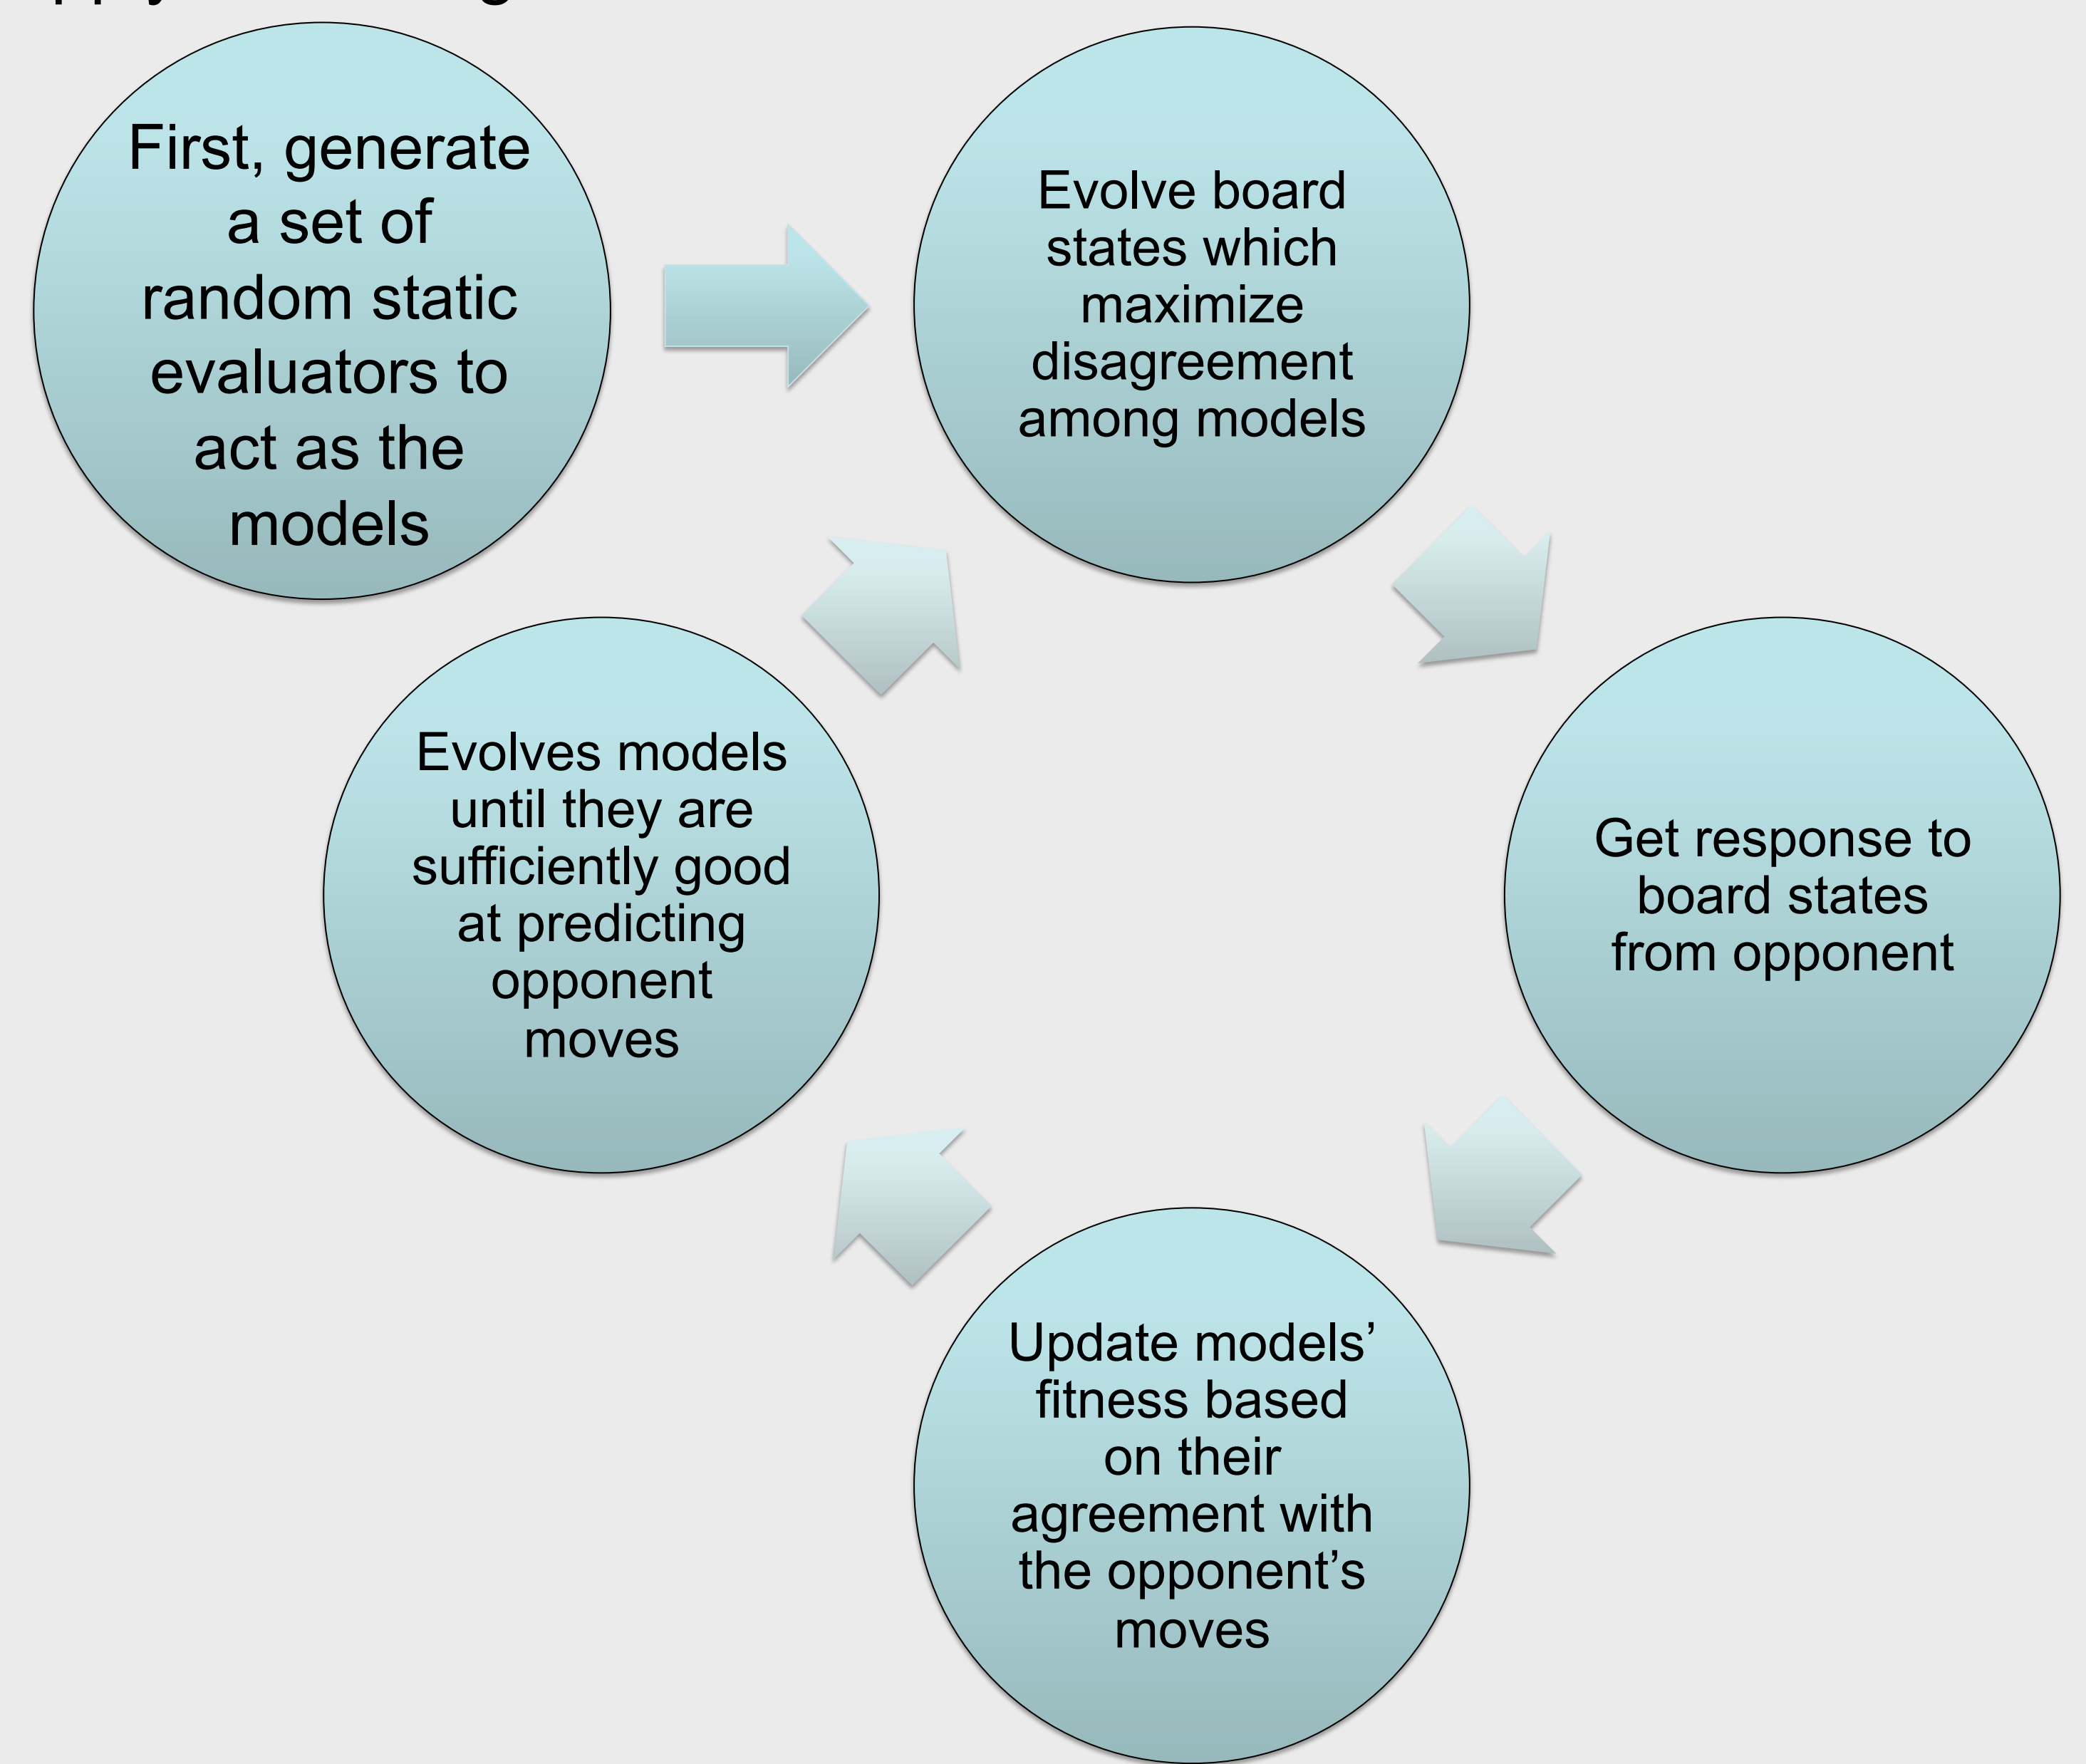 First, generate
a set of
random static
evaluators to
act as the
models
Evolve board
states which
maximize
disagreement
among models
Get response to
board states
from opponent
Update models’
fitness based
on their
agreement with
the opponent’s
moves
Evolves models
until they are
sufficiently good
at predicting
opponent
moves